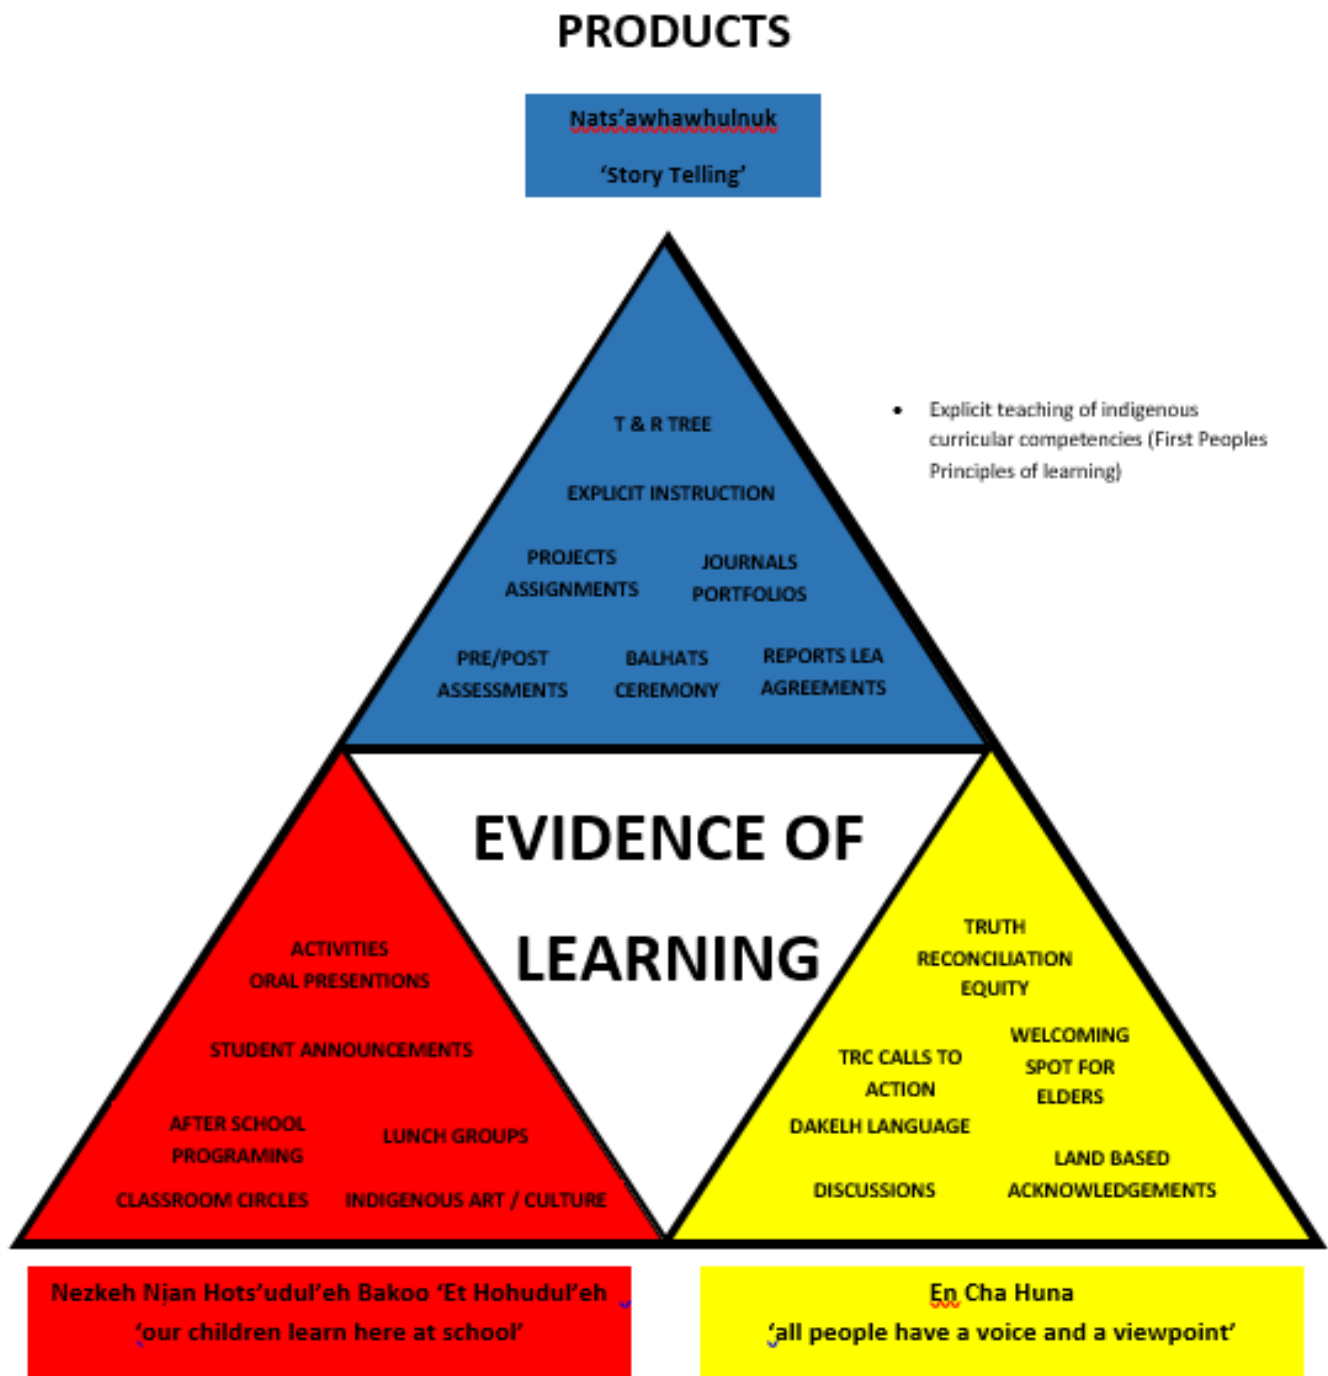 PRODUCTS
Nats'awhawhulnuk
‘Story Telling’
T & R TREE
• Explicit teaching of indigenous
curricular competencies (First Peoples
Principles of learning)
EXPLICIT INSTRUCTION
PROJECTS
ASSIGNMENTS
JOURNALS
PORTFOLIOS
PRE/POST
ASSESSMENTS
BALHATS
CEREMONY
REPORTS LEA
AGREEMENTS
EVIDENCE OF
LEARNING
ACTIVITIES
ORAL PRESENTIONS
STUDENT ANNOUNCEMENTS
AFTER SCHOOL
PROGRAMING
LUNCH GROUPS
CLASSROOM CIRCLES
INDIGENOUS ART / CULTURE
TRUTH
RECONCILIATION
EQUITY
WELCOMING
SPOT FOR
ELDERS
TRC CALLS TO
ACTION
DAKELH LANGUAGE
LAND BASED
ACKNOWLEDGEMENTS
DISCUSSIONS
Nezkeh Nịan Hots’udul’eh Bakoo ‘Et Hohudul’eh
‘our children learn here at school’
En Cha Huna
‘all people have a voice and a viewpoint’